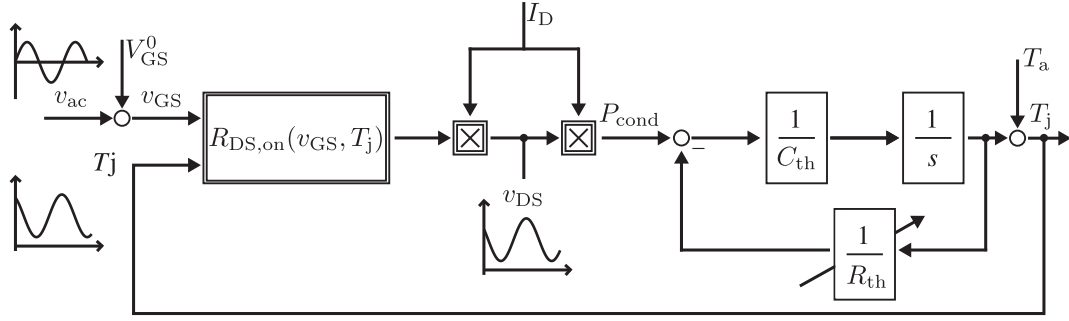 I_D
V_GS^0
v_ac
v_GS
T_a
R_DS,on(v_GS, T_j)
P_cond
−
1
C_th
1
s
T_j
Tj
v_DS
1
R_th